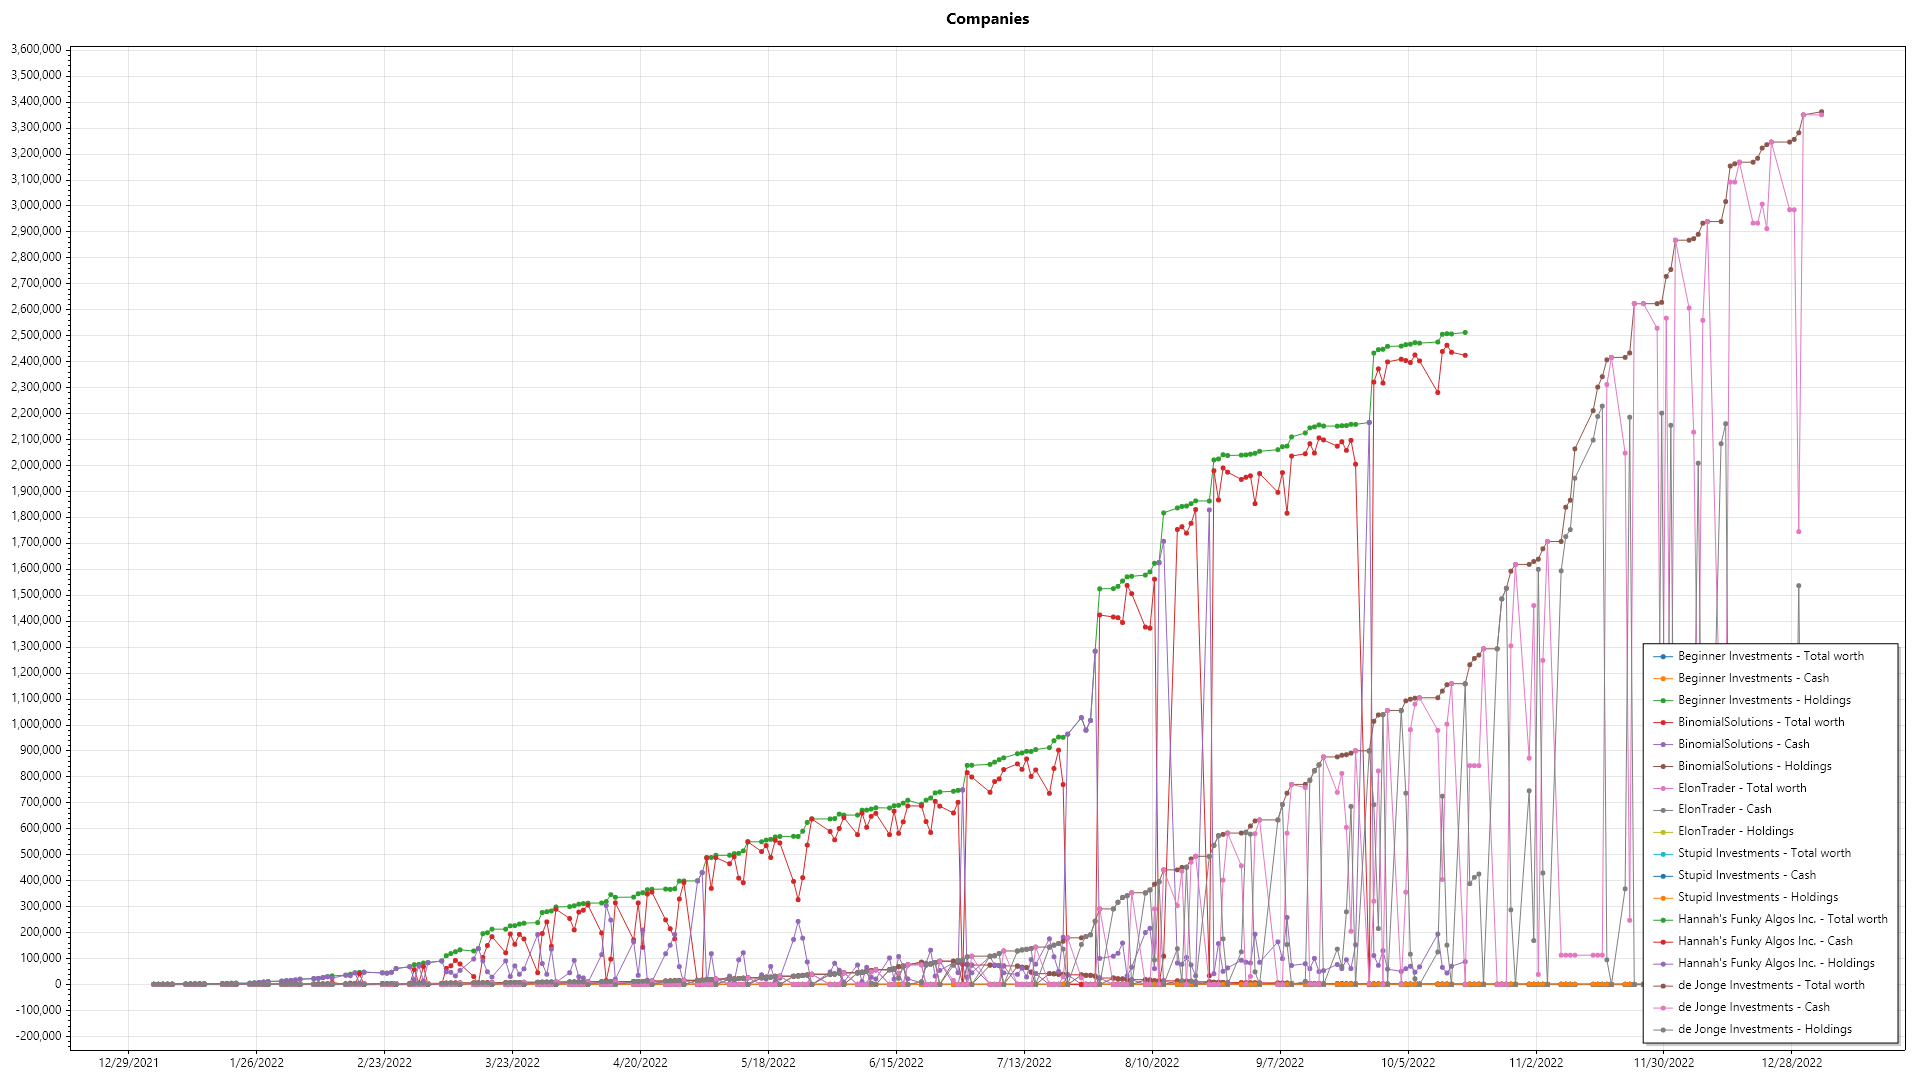 Companies
3,600,000
3,500,000
3,400,000
3,300,000
3,200,000
3,100,000
3,000,000
2,900,000
2,800,000
2,700,000
2,600,000
2,500,000
2,400,000
2,300,000
2,200,000
2,100,000
2,000,000
1,900,000
1,800,000
1,700,000
1,600,000
1,500,000
1,400,000
1,300,000
1,200,000
1,100,000
1,000,000
900,000
800,000
700,000
600,000
500,000
400,000
300,000
200,000
100,000
0
-100,000
-200,000
Beginner Investments - Total worth
Beginner Investments - Cash
Beginner Investments - Holdings
BinomialSolutions - Total worth
BinomialSolutions - Cash
BinomialSolutions - Holdings
ElonTrader - Total worth
ElonTrader - Cash
ElonTrader - Holdings
Stupid Investments - Total worth
Stupid Investments - Cash
Stupid Investments - Holdings
Hannah's Funky Algos Inc. - Total worth
Hannah's Funky Algos Inc. - Cash
Hannah's Funky Algos Inc. - Holdings
de Jonge Investments - Total worth
de Jonge Investments - Cash
de Jonge Investments - Holdings
12/29/2021 1/26/2022 2/23/2022 3/23/2022 4/20/2022 5/18/2022 6/15/2022 7/13/2022 8/10/2022 9/7/2022 10/5/2022 11/2/2022 11/30/2022 12/28/2022